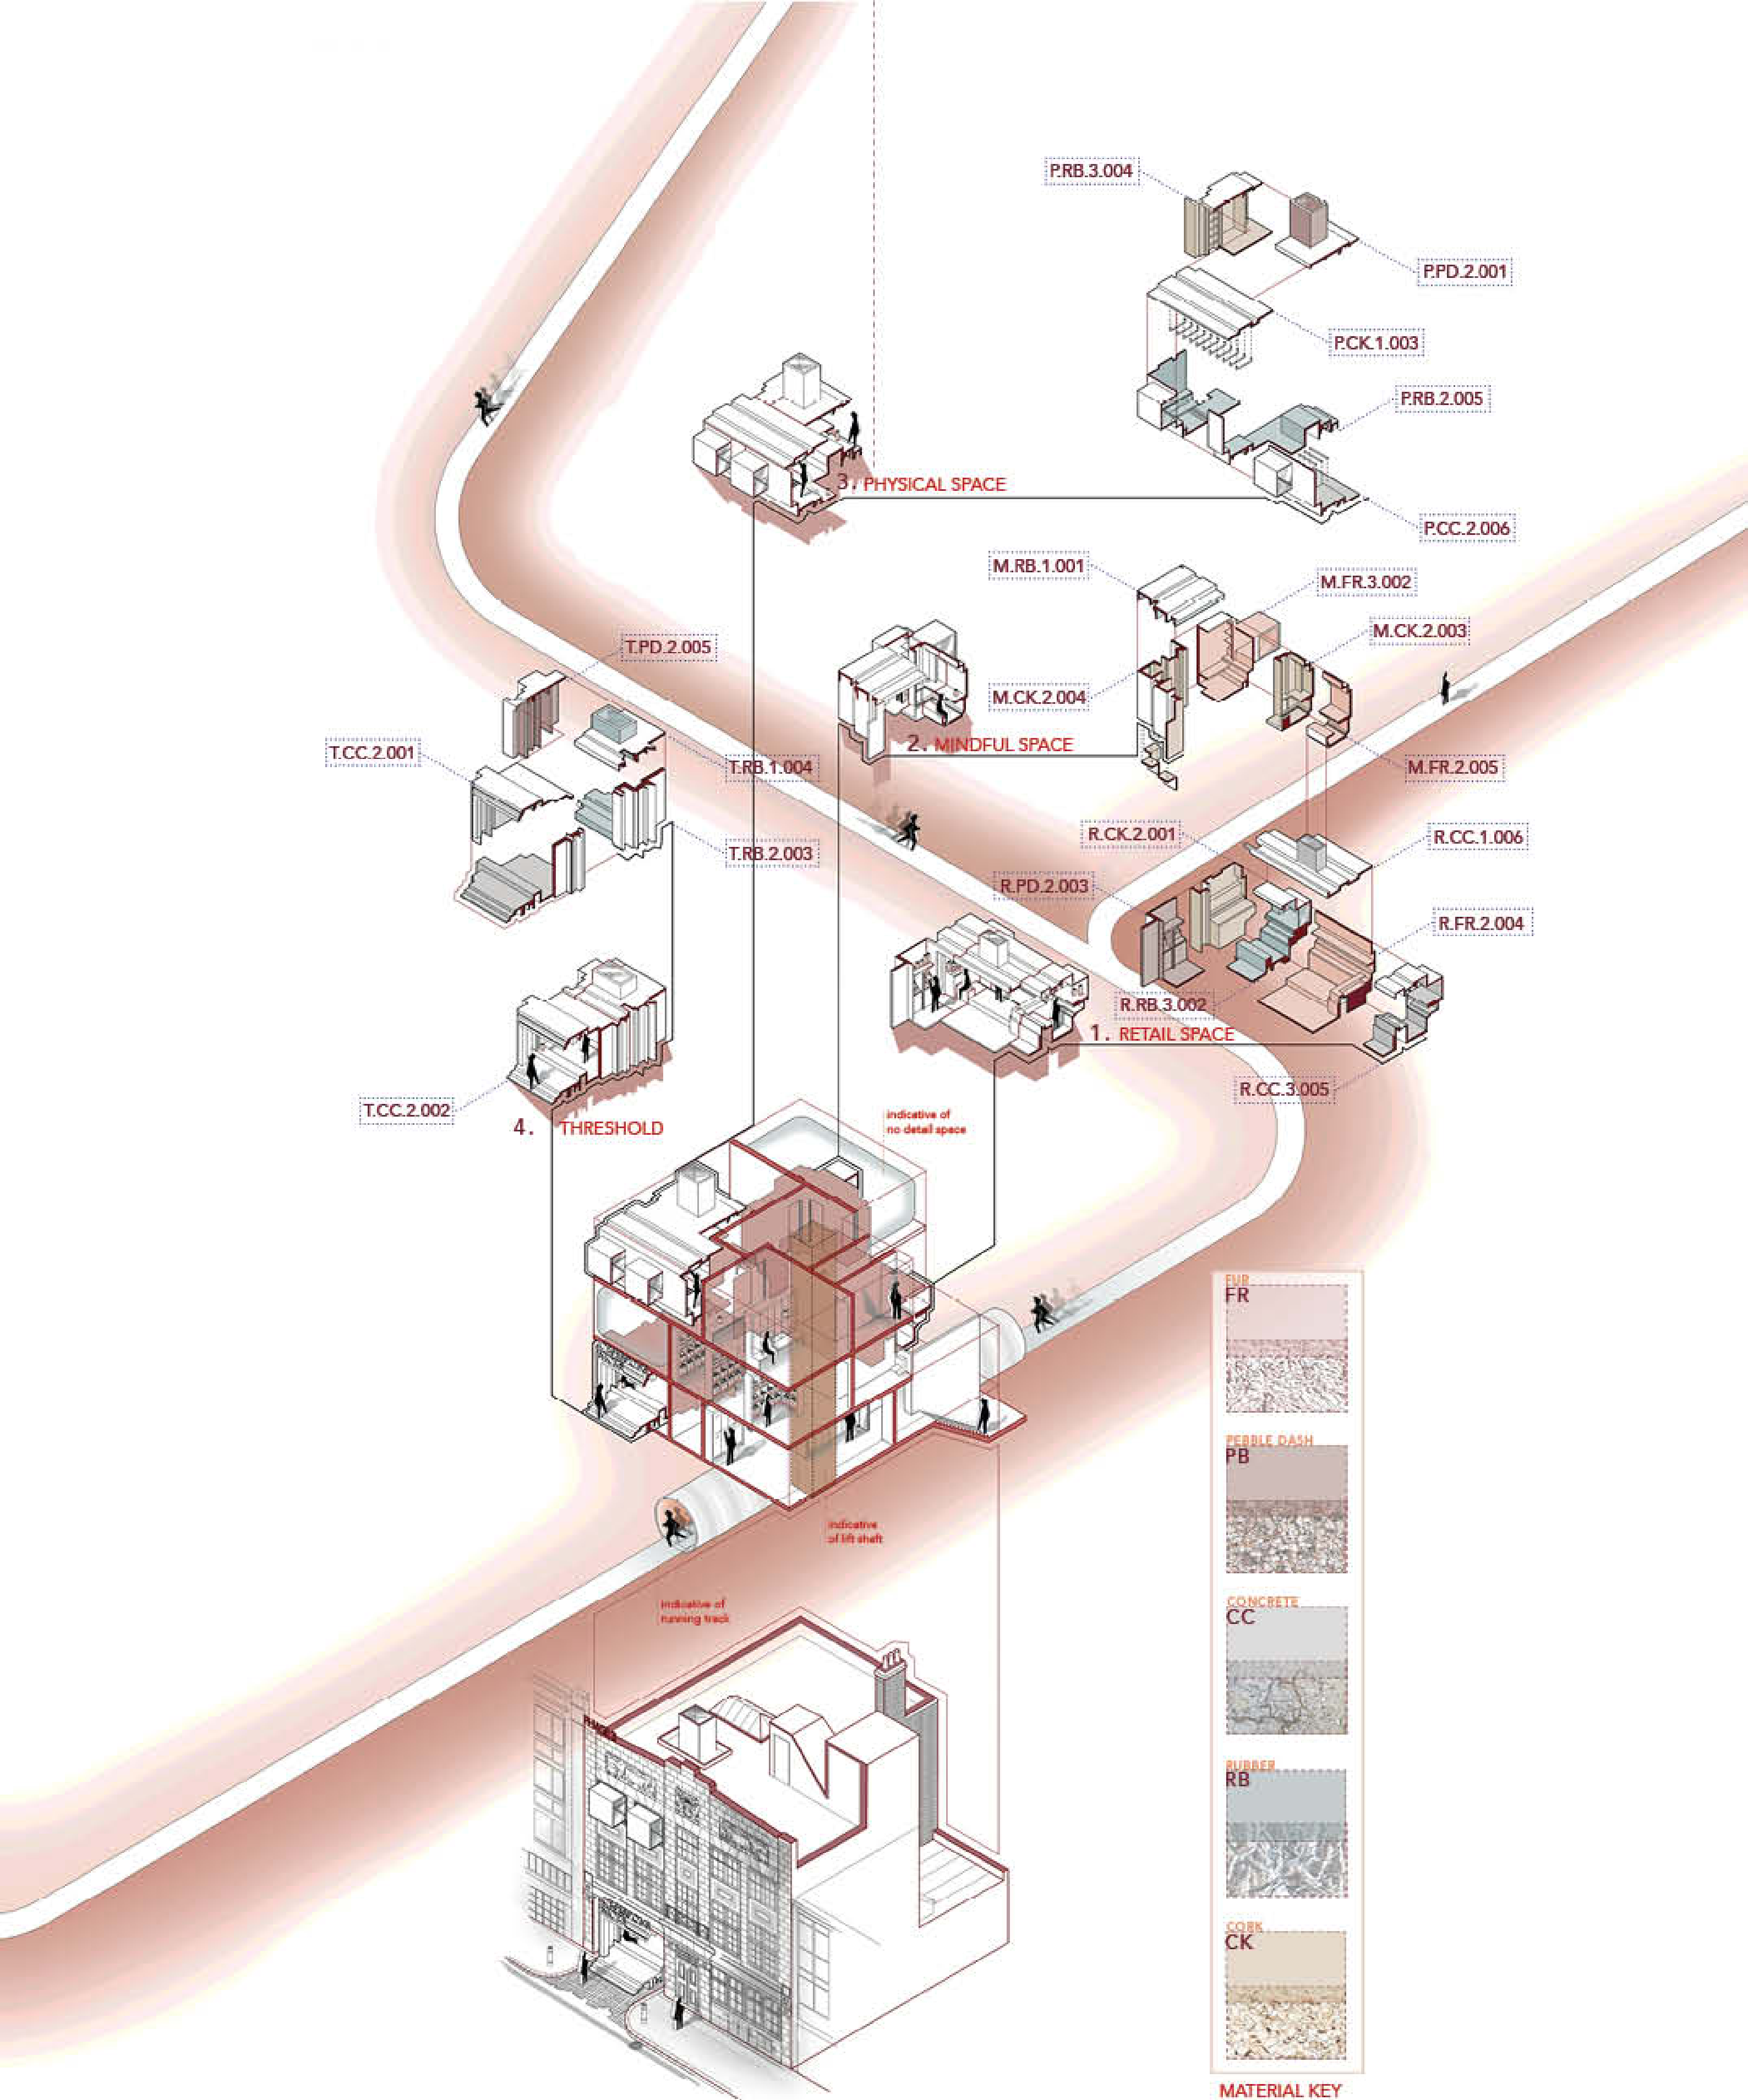 P.RB.3.004
P.PD.2.001
P.CK.1.003
P.RB.2.005
3. PHYSICAL SPACE
P.CC.2.006
M.RB.1.001
M.FR.3.002
M.CK.2.003
T.PD.2.005
M.CK.2.004
2. MINDFUL SPACE
T.CC.2.001
T.RB.1.004
M.FR.2.005
R.CK.2.001
R.CC.1.006
T.RB.2.003
R.PD.2.003
R.FR.2.004
R.RB.3.002
1. RETAIL SPACE
R.CC.3.005
T.CC.2.002
4. THRESHOLD
indicative of
no detail space
FUR
FR
PEBBLE DASH
PB
indicative
of lift shaft
indicative of
running track
CONCRETE
CC
RUBBER
RB
CORK
CK
MATERIAL KEY